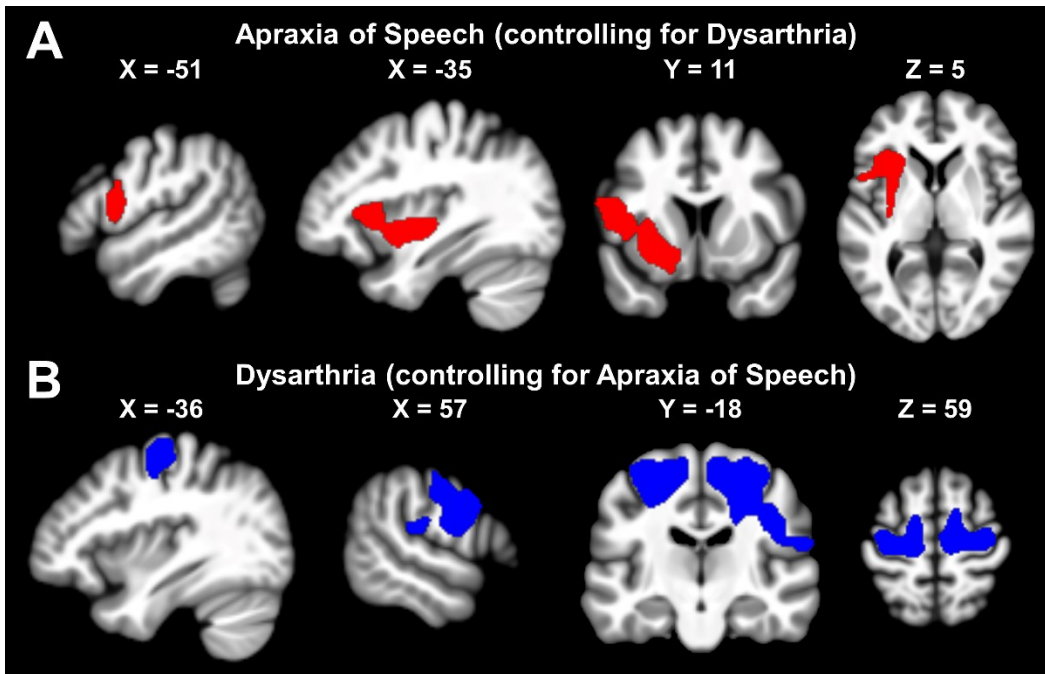 A
Apraxia of Speech (controlling for Dysarthria)
X = -51 X = -35 Y = 11 Z = 5
B
Dysarthria (controlling for Apraxia of Speech)
X = -36 X = 57 Y = -18 Z = 59